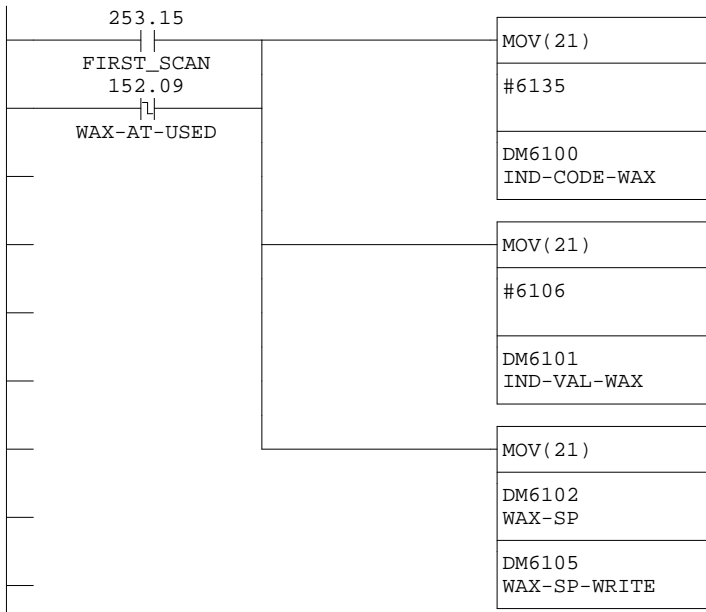 253.15
FIRST_SCAN
152.09
WAX-AT-USED
MOV(21)
#6135
DM6100
IND-CODE-WAX
MOV(21)
#6106
DM6101
IND-VAL-WAX
MOV(21)
DM6102
WAX-SP
DM6105
WAX-SP-WRITE